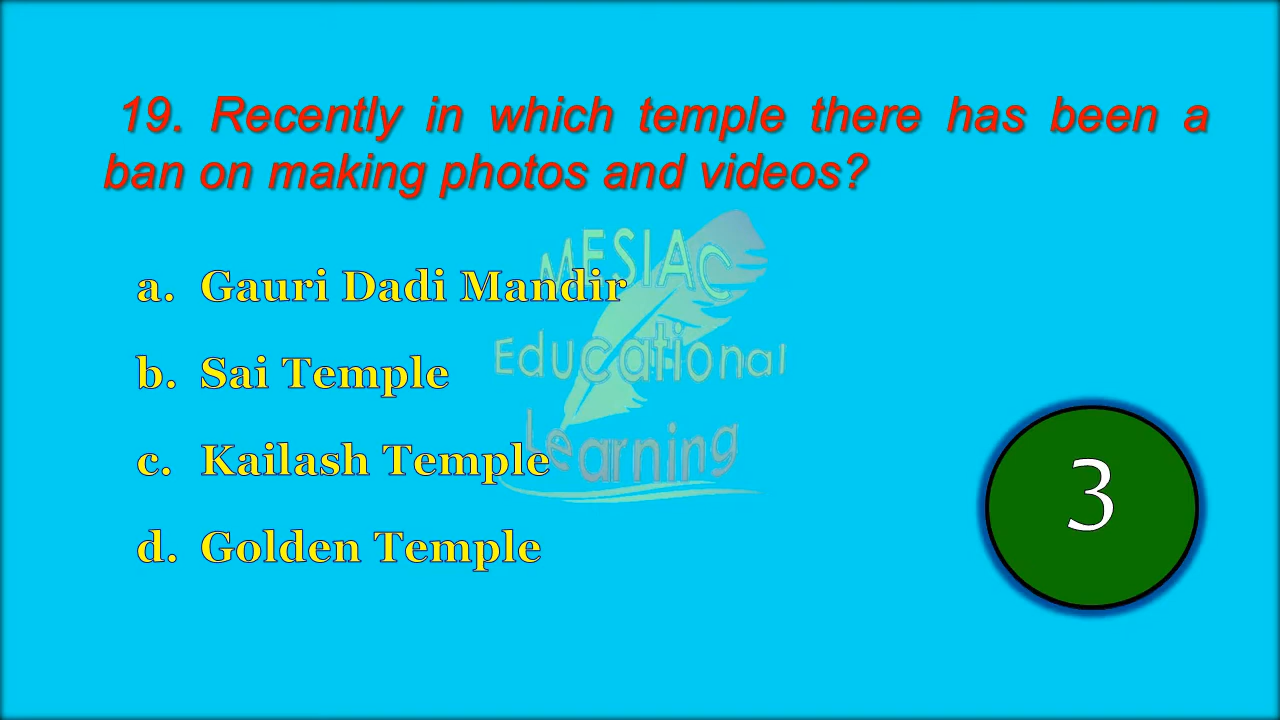 19. Recently in which temple there has been a
ban on making photos and videos?
MESIAC
a. Gauri Dadi Mandir
Educational
b. Sai Temple
Learning
c. Kailash Temple
3
d. Golden Temple